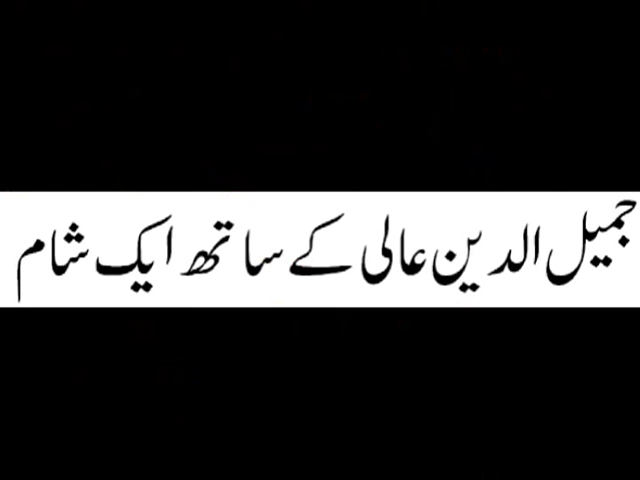 جمیل الدین عالی کے ساتھ ایک شام